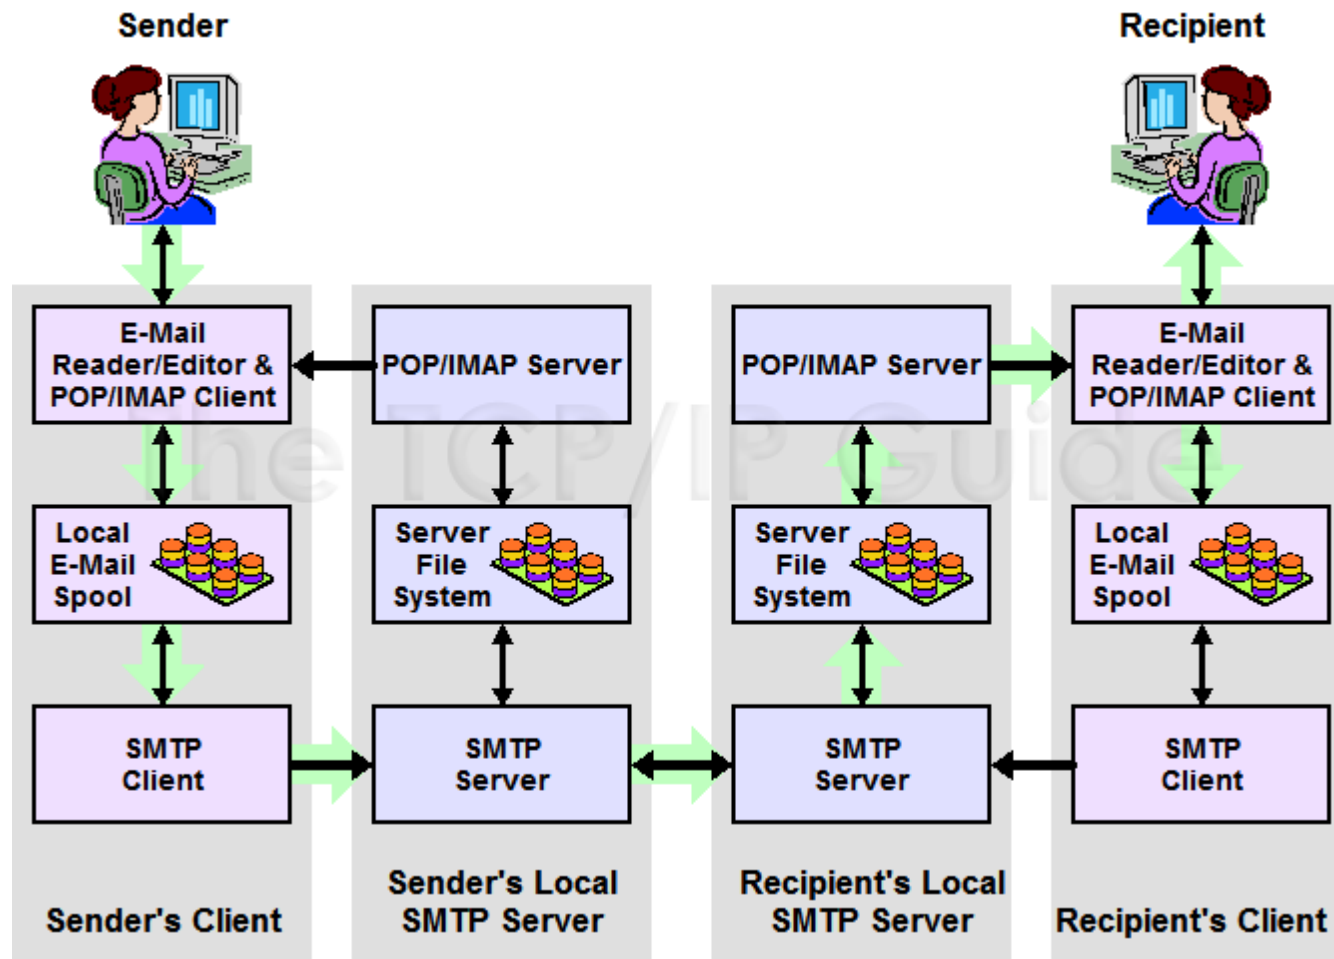 Sender
Recipient
E-Mail
Reader/Editor &
POP/IMAP Client
POP/IMAP Server
POP/IMAP Server
E-Mail
Reader/Editor &
POP/IMAP Client
The TCP/IP Guide
Local
E-Mail
Spool
Server
File
System
Server
File
System
Local
E-Mail
Spool
SMTP
Client
SMTP
Server
SMTP
Server
SMTP
Client
Sender's Client
Sender's Local
SMTP Server
Recipient's Local
SMTP Server
Recipient's Client